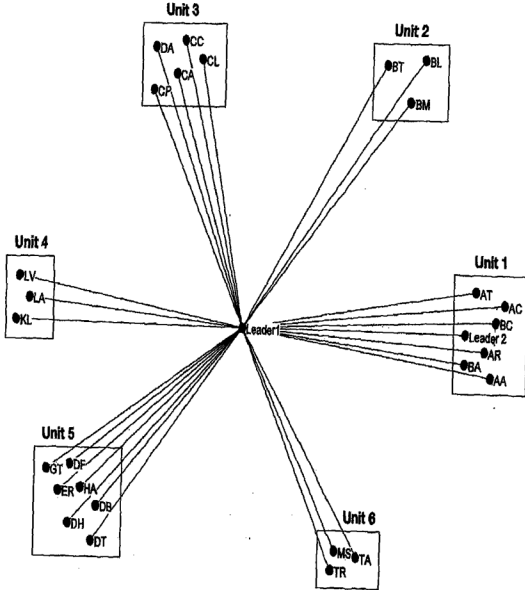 Unit 3
DA
CC
CL
CA
CP
Unit 2
BT
BL
BM
Unit 4
LV
LA
KL
Leader1
Unit 1
AT
AC
BC
Leader 2
AR
BA
AA
Unit 5
GT
DF
ER
HA
DB
DH
DT
Unit 6
MS
TA
TR